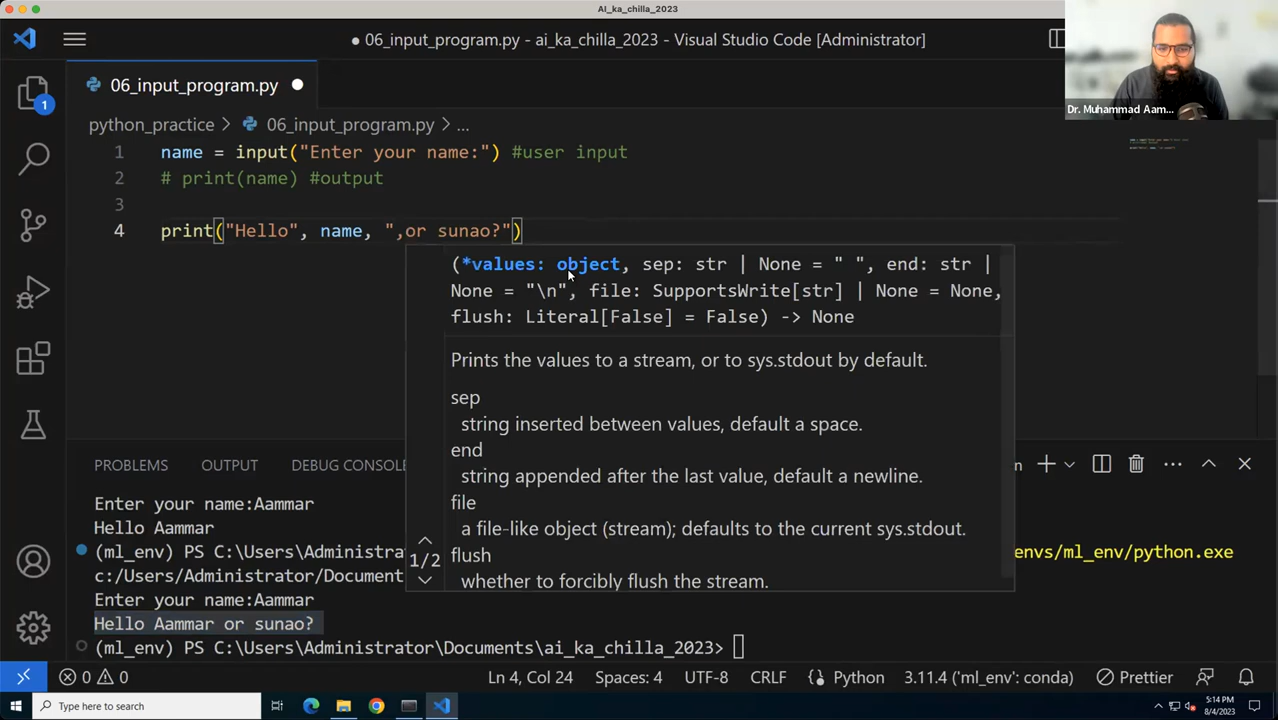 AI_ka_chilla_2023
● 06_input_program.py - ai_ka_chilla_2023 - Visual Studio Code [Administrator]
Dr. Muhammad Aam...
06_input_program.py
1
python_practice > 06_input_program.py > ...
1 name = input("Enter your name:") #user input
2 # print(name) #output
3
4 print("Hello", name, ",or sunao?")
(*values: object, sep: str | None = " ", end: str |
None = "\n", file: SupportsWrite[str] | None = None,
flush: Literal[False] = False) -> None
Prints the values to a stream, or to sys.stdout by default.
sep
string inserted between values, default a space.
end
string appended after the last value, default a newline.
file
a file-like object (stream); defaults to the current sys.stdout.
flush
whether to forcibly flush the stream.
1/2
PROBLEMS OUTPUT DEBUG CONSOLE
Enter your name:Aammar
Hello Aammar
(ml_env) PS C:\Users\Administra envs/ml_env/python.exe
c:/Users/Administrator/Document
Enter your name:Aammar
Hello Aammar or sunao?
(ml_env) PS C:\Users\Administrator\Documents\ai_ka_chilla_2023>
0 0 Ln 4, Col 24 Spaces: 4 UTF-8 CRLF Python 3.11.4 ('ml_env': conda) Prettier
Type here to search
5:14 PM
8/4/2023